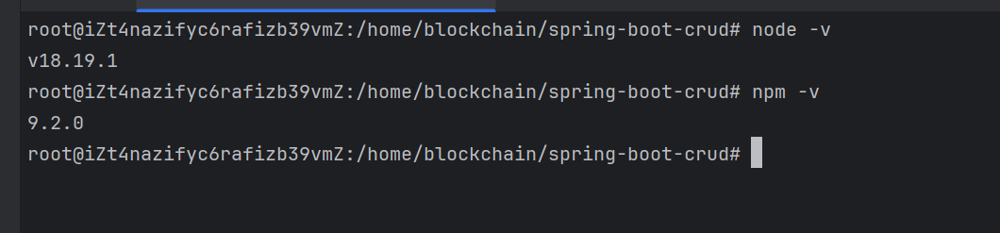 root@iZt4nazifyc6rafizb39vmZ:/home/blockchain/spring-boot-crud# node -v
v18.19.1
root@iZt4nazifyc6rafizb39vmZ:/home/blockchain/spring-boot-crud# npm -v
9.2.0
root@iZt4nazifyc6rafizb39vmZ:/home/blockchain/spring-boot-crud#